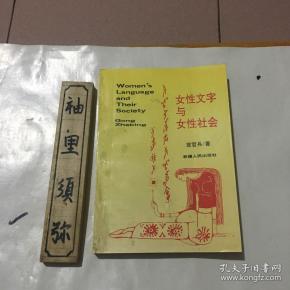 袖里須弥
Women's
Language
and
Their
Society
Gong
Zhebing
女性文字
与
女性社会
宫哲兵/著
新疆人民出版社
孔夫子旧书网